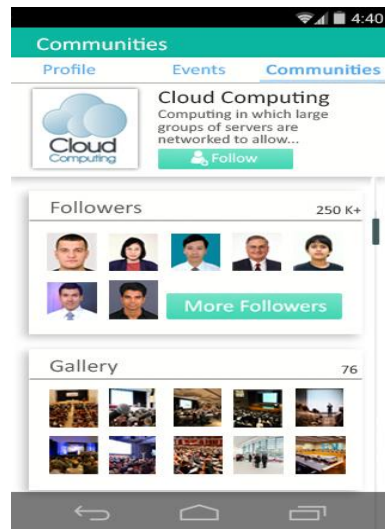 4:40
Communities
Profile Events Communities
Cloud
Computing
Cloud Computing
Computing in which large
groups of servers are
networked to allow...
Follow
Followers 250 K+
More Followers
Gallery 76